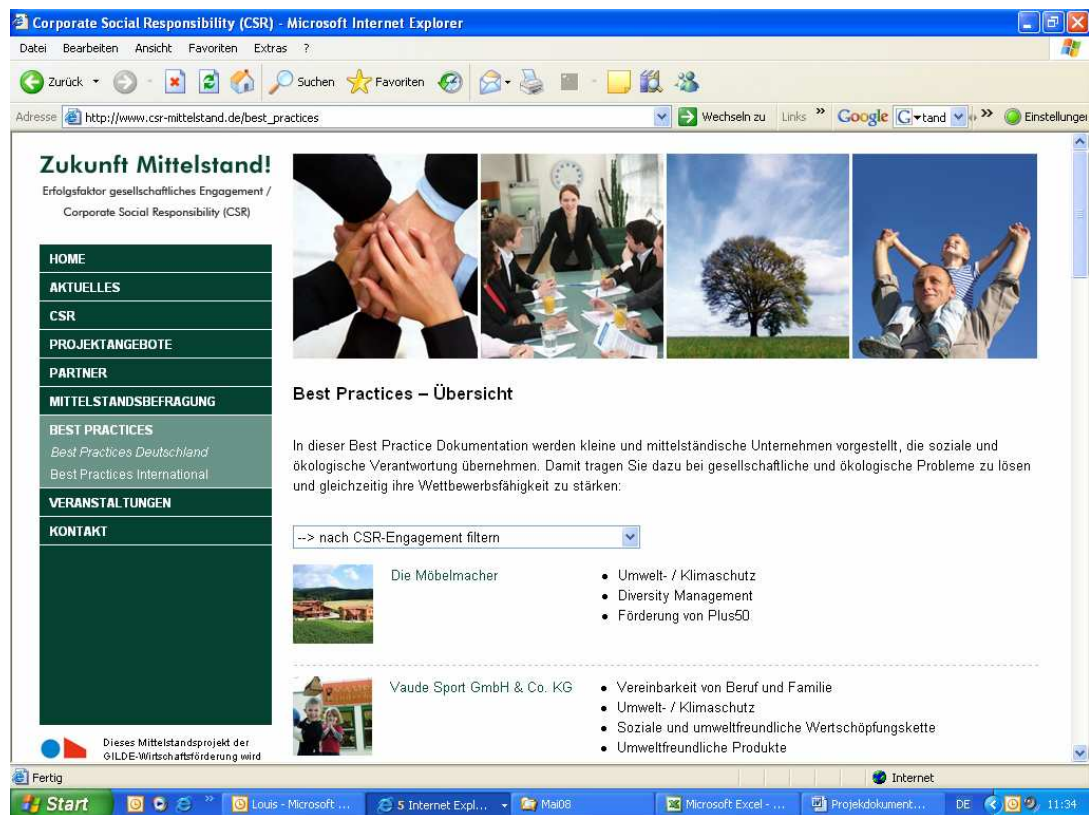 Corporate Social Responsibility (CSR) - Microsoft Internet Explorer
Datei Bearbeiten Ansicht Favoriten Extras ?
Zurück Suchen Favoriten
Adresse http://www.csr-mittelstand.de/best_practices Wechseln zu Links » Google G tand » Einstellungen
Zukunft Mittelstand!
Erfolgsfaktor gesellschaftliches Engagement /
Corporate Social Responsibility (CSR)
HOME
AKTUELLES
CSR
PROJEKTANGEBOTE
PARTNER
MITTELSTANDSBEFRAGUNG
BEST PRACTICES
Best Practices Deutschland
Best Practices International
VERANSTALTUNGEN
KONTAKT
Dieses Mittelstandsprojekt der
GILDE-Wirtschaftsförderung wird
Best Practices – Übersicht
In dieser Best Practice Dokumentation werden kleine und mittelständische Unternehmen vorgestellt, die soziale und
ökologische Verantwortung übernehmen. Damit tragen Sie dazu bei gesellschaftliche und ökologische Probleme zu lösen
und gleichzeitig ihre Wettbewerbsfähigkeit zu stärken:
--> nach CSR-Engagement filtern
Die Möbelmacher
• Umwelt- / Klimaschutz
• Diversity Management
• Förderung von Plus50
Vaude Sport GmbH & Co. KG
• Vereinbarkeit von Beruf und Familie
• Umwelt- / Klimaschutz
• Soziale und umweltfreundliche Wertschöpfungskette
• Umweltfreundliche Produkte
Fertig Internet
Start » Louis - Microsoft ... 5 Internet Expl... Mai08 Microsoft Excel - ... Projekdokument... DE 11:34